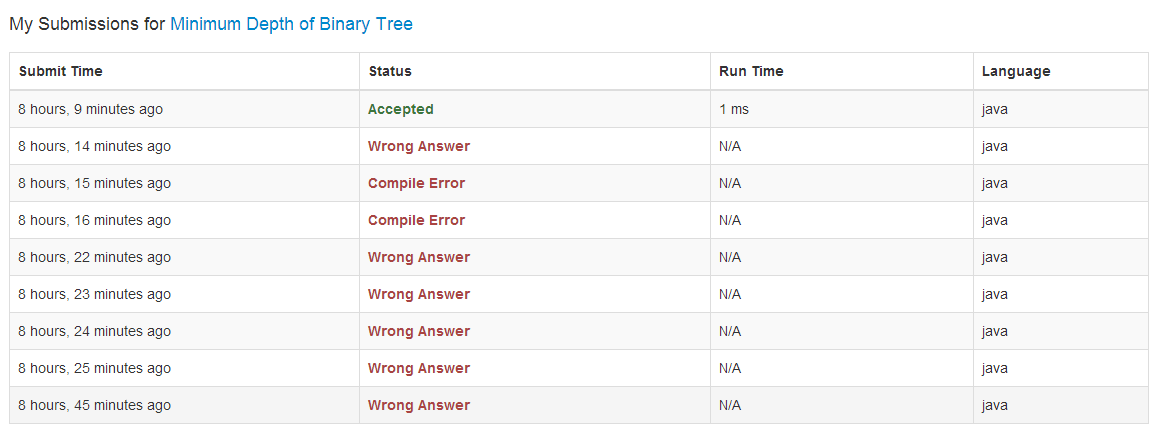 My Submissions for Minimum Depth of Binary Tree
Submit Time Status Run Time Language
8 hours, 9 minutes ago Accepted 1 ms java
8 hours, 14 minutes ago Wrong Answer N/A java
8 hours, 15 minutes ago Compile Error N/A java
8 hours, 16 minutes ago Compile Error N/A java
8 hours, 22 minutes ago Wrong Answer N/A java
8 hours, 23 minutes ago Wrong Answer N/A java
8 hours, 24 minutes ago Wrong Answer N/A java
8 hours, 25 minutes ago Wrong Answer N/A java
8 hours, 45 minutes ago Wrong Answer N/A java